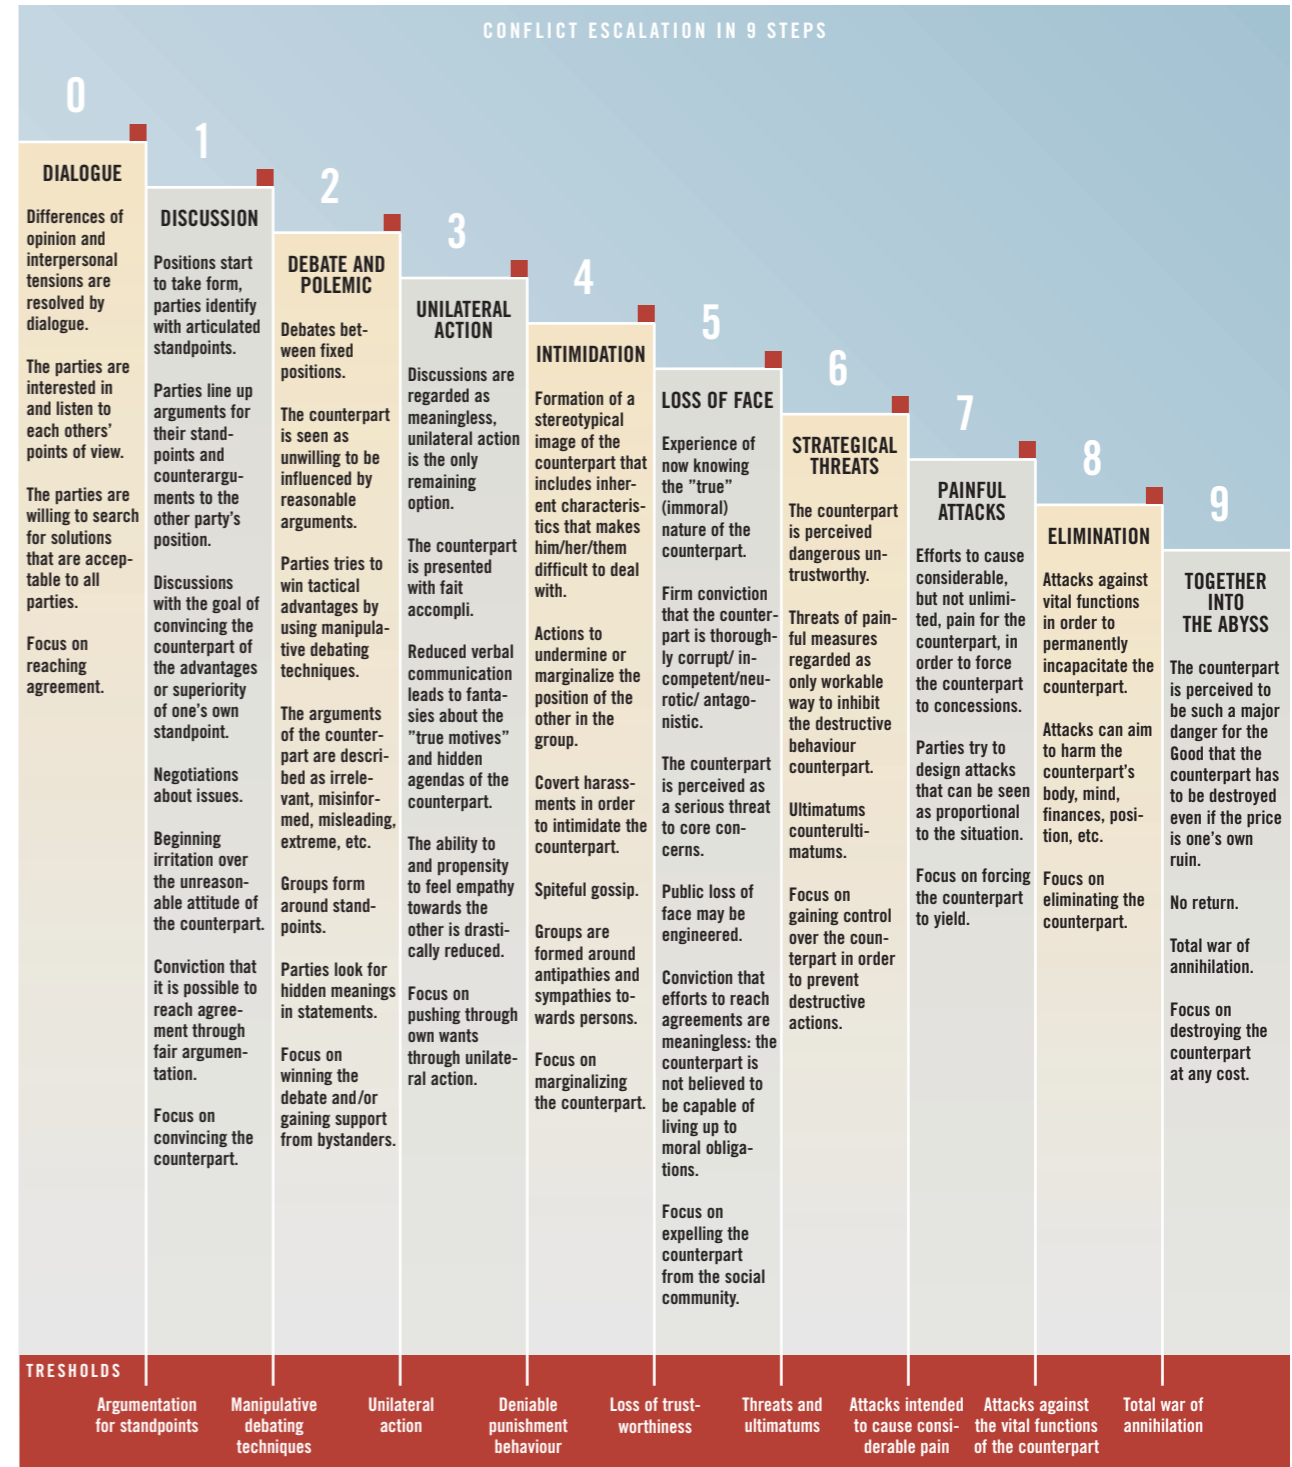 CONFLICT ESCALATION IN 9 STEPS
0
DIALOGUE
Differences of
opinion and
interpersonal
tensions are
resolved by
dialogue.
The parties are
interested in
and listen to
each others'
points of view.
The parties are
willing to search
for solutions
that are accep-
table to all
parties.
Focus on
reaching
agreement.
1
DISCUSSION
Positions start
to take form,
parties identify
with articulated
standpoints.
Parties line up
arguments for
their stand-
points and
counterargu-
ments to the
other party's
position.
Discussions
with the goal of
convincing the
counterpart of
the advantages
or superiority
of one's own
standpoint.
Negotiations
about issues.
Beginning
irritation over
the unreason-
able attitude of
the counterpart.
Conviction that
it is possible to
reach agree-
ment through
fair argumen-
tation.
Focus on
convincing the
counterpart.
2
DEBATE AND
POLEMIC
Debates bet-
ween fixed
positions.
The counterpart
is seen as
unwilling to be
influenced by
reasonable
arguments.
Parties tries to
win tactical
advantages by
using manipula-
tive debating
techniques.
The arguments
of the counter-
part are descri-
bed as irrele-
vant, misinfor-
med, misleading,
extreme, etc.
Groups form
around stand-
points.
Parties look for
hidden meanings
in statements.
Focus on
winning the
debate and/or
gaining support
from bystanders.
3
UNILATERAL
ACTION
Discussions are
regarded as
meaningless,
unilateral action
is the only
remaining
option.
The counterpart
is presented
with fait
accompli.
Reduced verbal
communication
leads to fanta-
sies about the
”true motives”
and hidden
agendas of the
counterpart.
The ability to
and propensity
to feel empathy
towards the
other is drasti-
cally reduced.
Focus on
pushing through
own wants
through unilate-
ral action.
4
INTIMIDATION
Formation of a
stereotypical
image of the
counterpart that
includes inher-
ent characteris-
tics that makes
him/her/them
difficult to deal
with.
Actions to
undermine or
marginalize the
position of the
other in the
group.
Covert harass-
ments in order
to intimidate the
counterpart.
Spiteful gossip.
Groups are
formed around
antipathies and
sympathies to-
wards persons.
Focus on
marginalizing
the counterpart.
5
LOSS OF FACE
Experience of
now knowing
the ”true”
(immoral)
nature of the
counterpart.
Firm conviction
that the counter-
part is thorough-
ly corrupt/ in-
competent/neu-
rotic/ antago-
nistic.
The counterpart
is perceived as
a serious threat
to core con-
cerns.
Public loss of
face may be
engineered.
Conviction that
efforts to reach
agreements are
meaningless: the
counterpart is
not believed to
be capable of
living up to
moral obliga-
tions.
Focus on
expelling the
counterpart
from the social
community.
6
STRATEGICAL
THREATS
The counterpart
is perceived
dangerous un-
trustworthy.
Threats of pain-
ful measures
regarded as
only workable
way to inhibit
the destructive
behaviour
counterpart.
Ultimatums
counterulti-
matums.
Focus on
gaining control
over the coun-
terpart in order
to prevent
destructive
actions.
7
PAINFUL
ATTACKS
Efforts to cause
considerable,
but not unlimi-
ted, pain for the
counterpart, in
order to force
the counterpart
to concessions.
Parties try to
design attacks
that can be seen
as proportional
to the situation.
Focus on forcing
the counterpart
to yield.
8
ELIMINATION
Attacks against
vital functions
in order to
permanently
incapacitate the
counterpart.
Attacks can aim
to harm the
counterpart's
body, mind,
finances, posi-
tion, etc.
Foucs on
eliminating the
counterpart.
9
TOGETHER
INTO
THE ABYSS
The counterpart
is perceived to
be such a major
danger for the
Good that the
counterpart has
to be destroyed
even if the price
is one's own
ruin.
No return.
Total war of
annihilation.
Focus on
destroying the
counterpart
at any cost.
TRESHOLDS
Argumentation
for standpoints
Manipulative
debating
techniques
Unilateral
action
Deniable
punishment
behaviour
Loss of trust-
worthiness
Threats and
ultimatums
Attacks intended
to cause consi-
derable pain
Attacks against
the vital functions
of the counterpart
Total war of
annihilation